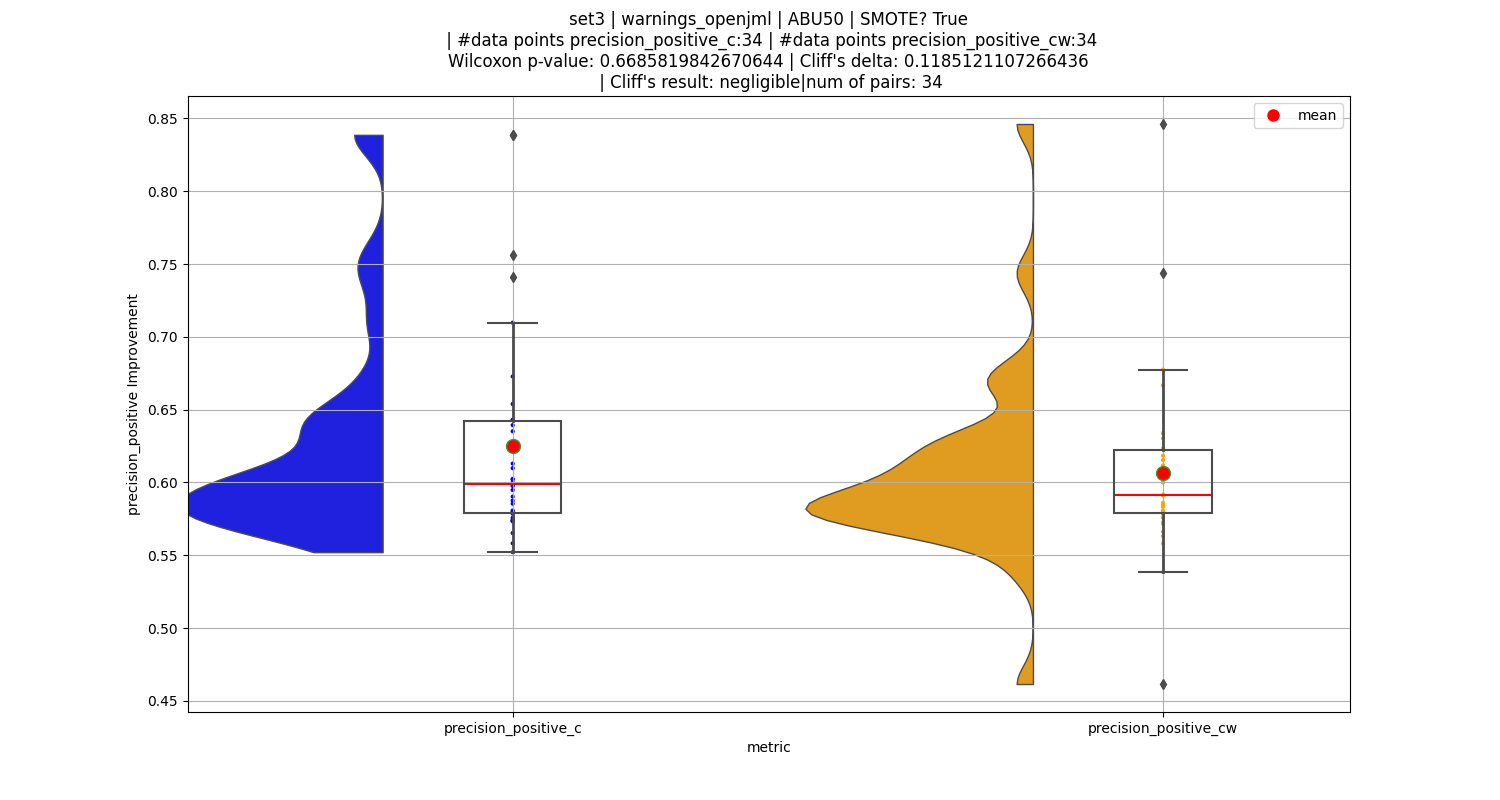 set3 | warnings_openjml | ABU50 | SMOTE? True
| #data points precision_positive_c:34 | #data points precision_positive_cw:34
Wilcoxon p-value: 0.6685819842670644 | Cliff's delta: 0.1185121107266436
| Cliff's result: negligible|num of pairs: 34
mean
precision_positive Improvement
0.85
0.80
0.75
0.70
0.65
0.60
0.55
0.50
0.45
precision_positive_c
precision_positive_cw
metric